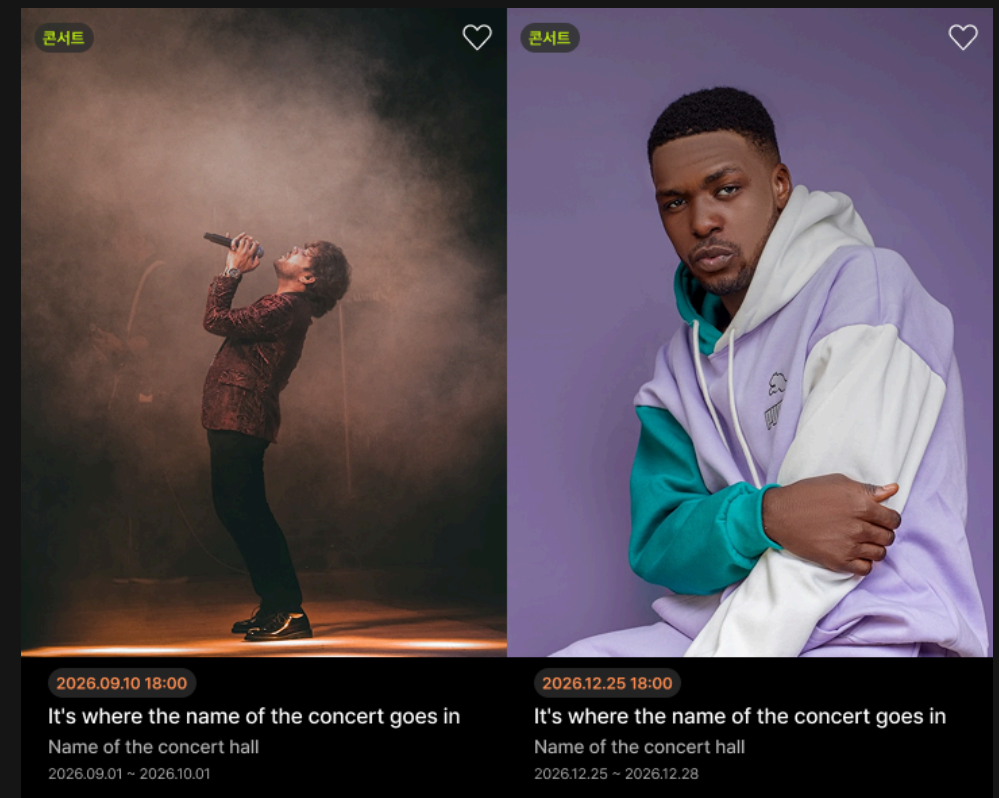 콘서트
콘서트
2026.09.10 18:00
It's where the name of the concert goes in
Name of the concert hall
2026.09.01 ~ 2026.10.01
2026.12.25 18:00
It's where the name of the concert goes in
Name of the concert hall
2026.12.25 ~ 2026.12.28